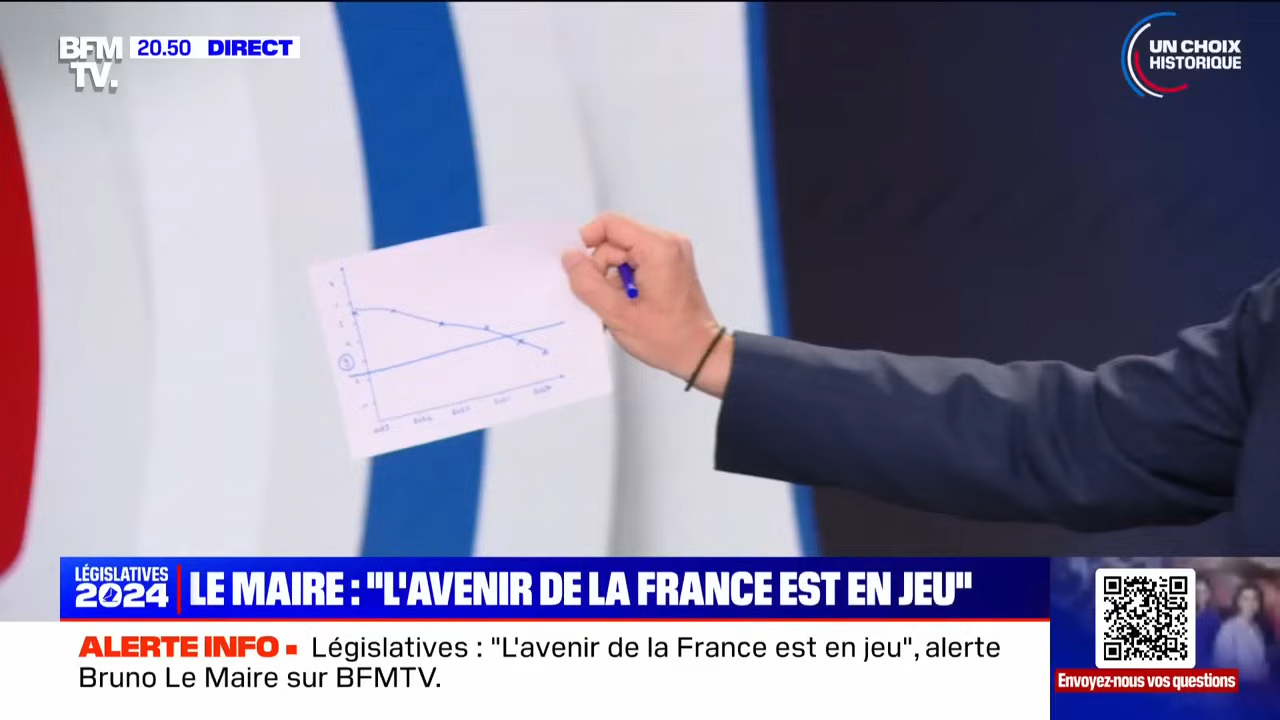 BFM
TV.
20.50 DIRECT
UN CHOIX
HISTORIQUE
LÉGISLATIVES
2024
LE MAIRE : "L'AVENIR DE LA FRANCE EST EN JEU"
ALERTE INFO ▪ Législatives : "L'avenir de la France est en jeu", alerte
Bruno Le Maire sur BFMTV.
Envoyez-nous vos questions